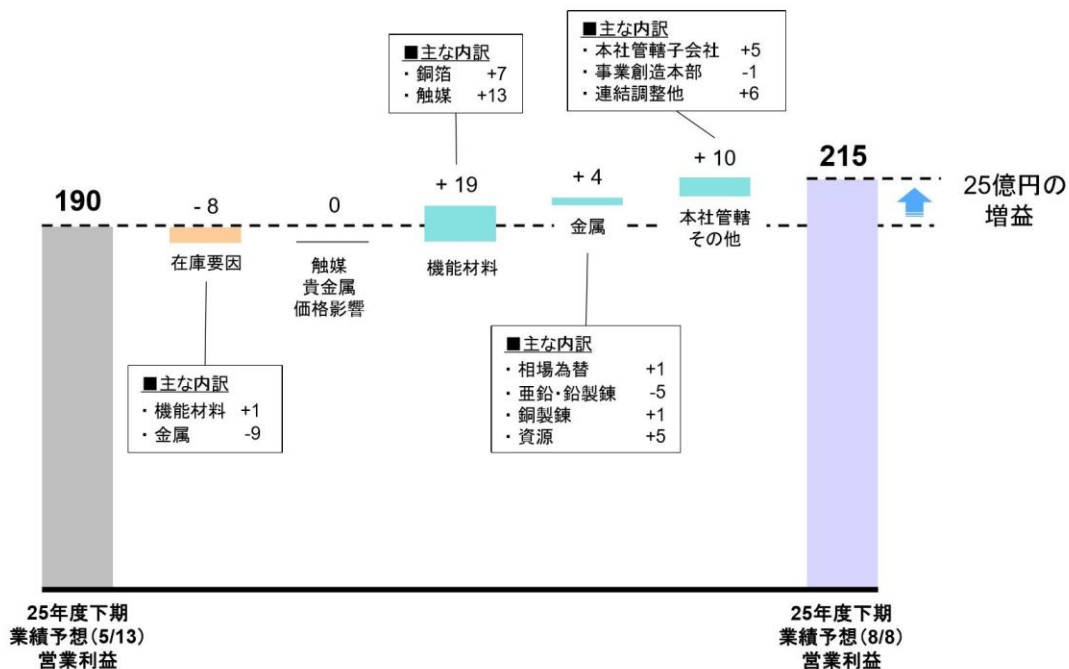 ■主な内訳
・銅箔 +7
・触媒 +13
■主な内訳
・本社管轄子会社 +5
・事業創造本部 -1
・連結調整他 +6
190
- 8
0
+ 19
+ 4
+ 10
215
25億円の
増益
在庫要因
触媒
貴金属
価格影響
機能材料
金属
本社管轄
その他
■主な内訳
・機能材料 +1
・金属 -9
■主な内訳
・相場為替 +1
・亜鉛・鉛製錬 -5
・銅製錬 +1
・資源 +5
25年度下期
業績予想(5/13)
営業利益
25年度下期
業績予想(8/8)
営業利益